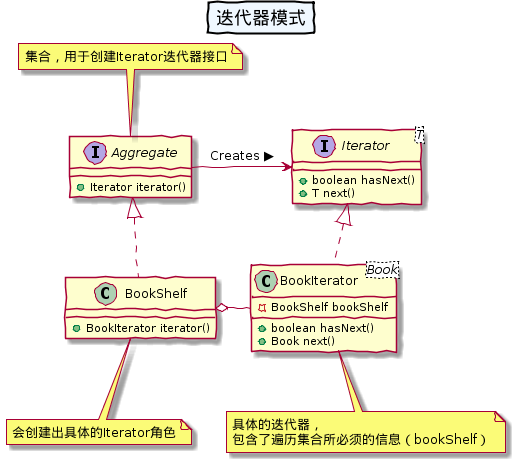 迭代器模式
集合，用于创建Iterator迭代器接口
I Aggregate
Iterator iterator()
Creates ▶
I Iterator
T
boolean hasNext()
T next()
C BookShelf
BookIterator iterator()
C BookIterator
Book
BookShelf bookShelf
boolean hasNext()
Book next()
会创建出具体的Iterator角色
具体的迭代器，
包含了遍历集合所必须的信息（bookShelf）